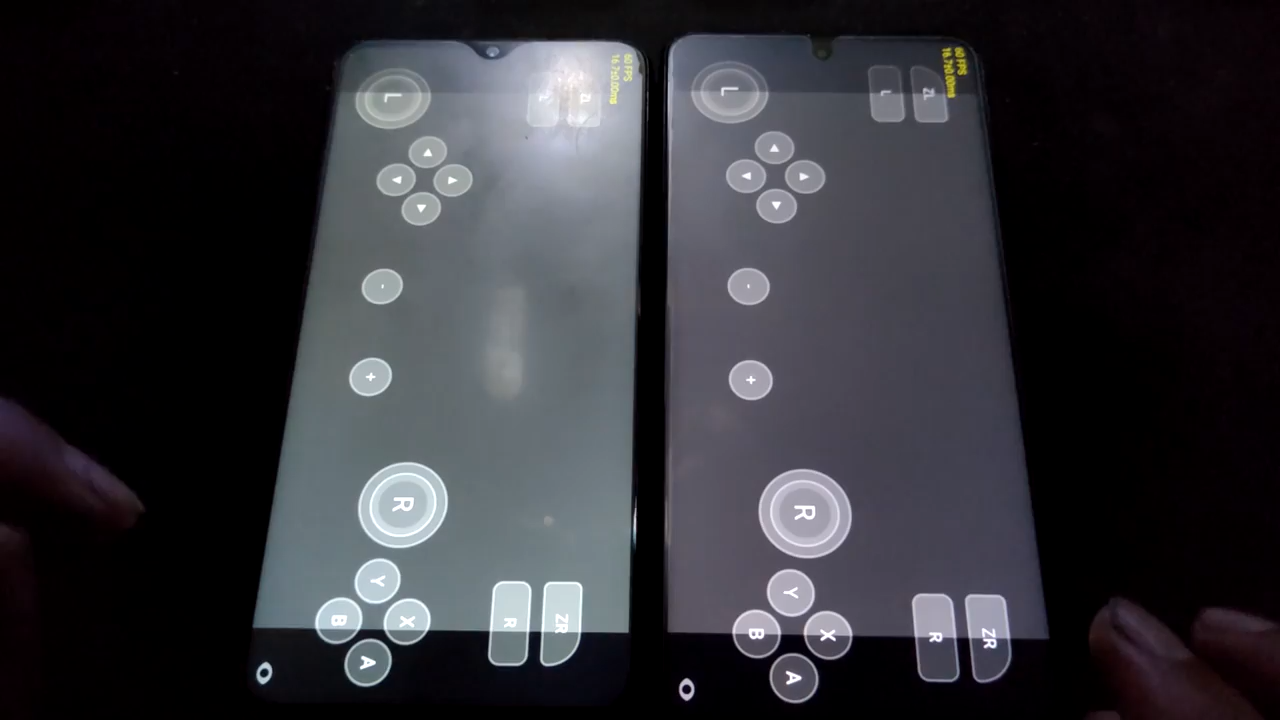 60 FPS
16.7±0.00ms
L
ZL
L
-
+
R
Y
B
X
A
R
ZR
60 FPS
16.7±0.00ms
L
ZL
L
-
+
R
Y
B
X
A
R
ZR